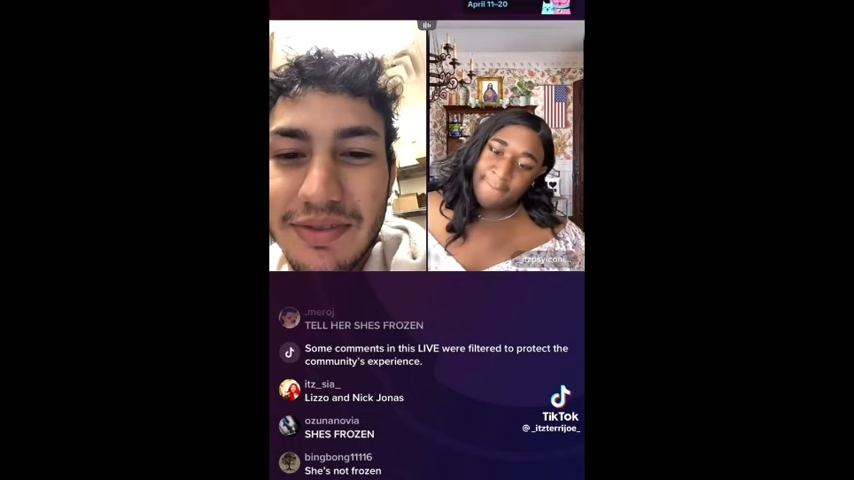 April 11–20
_itzpsyiconi...
.meroj
TELL HER SHES FROZEN
Some comments in this LIVE were filtered to protect the
community's experience.
itz_sia_
Lizzo and Nick Jonas
ozunanovia
SHES FROZEN
bingbong11116
She's not frozen
TikTok
@ _itzterrijoe_